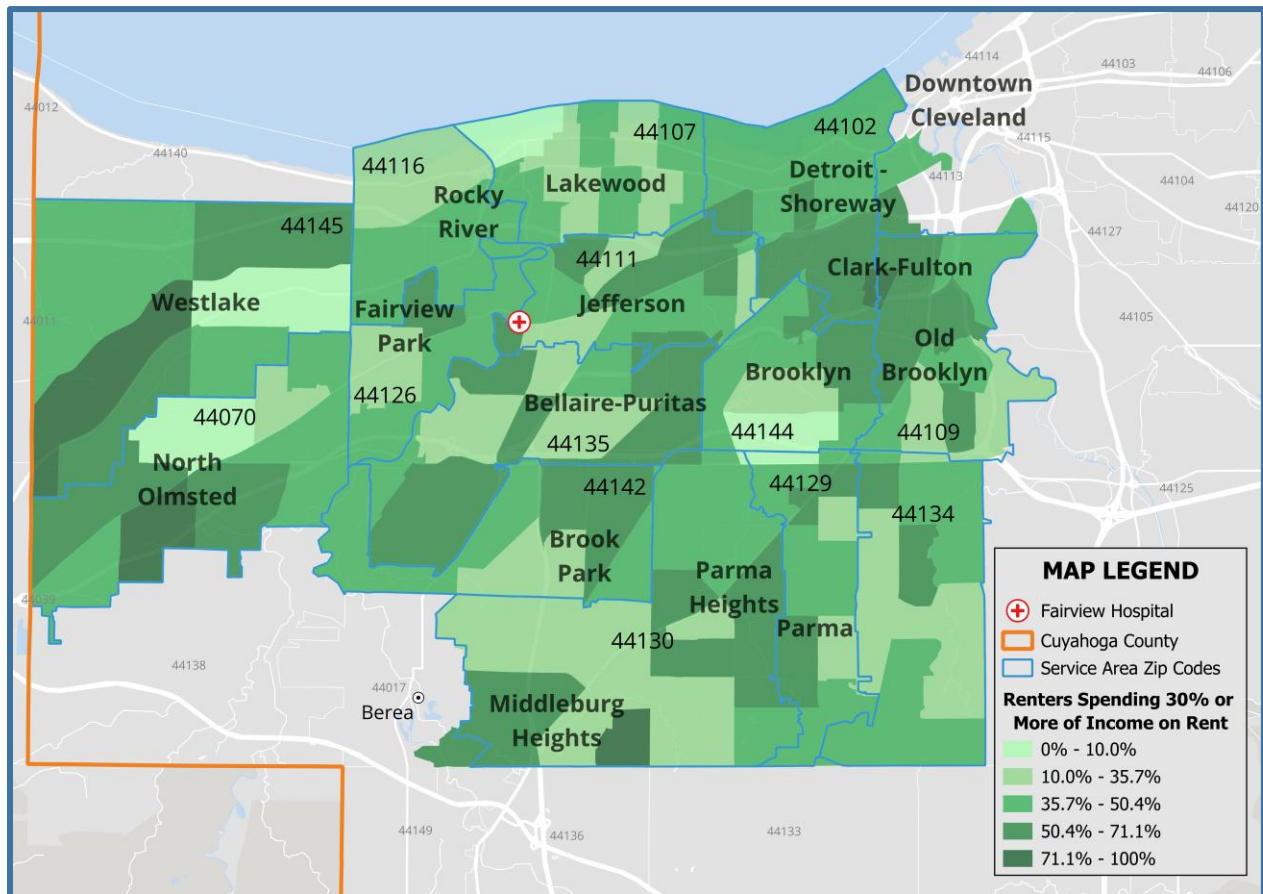 44114
44103
44106
Downtown
Cleveland
44012
44107
44102
44115
44140
44116
44113
Lakewood
Detroit -
Shoreway
44104
Rocky
River
44120
44145
44127
44111
Clark-Fulton
Westlake
Jefferson
Fairview
Park
44011
44105
Old
Brooklyn
Brooklyn
44126
Bellaire-Puritas
44070
44135
44144
44109
North
Olmsted
44142
44129
44125
44134
Brook
Park
Parma
Heights
44039
Parma
44130
44138
44017
Berea
Middleburg
Heights
44149
44136
44133
MAP LEGEND
Fairview Hospital
Cuyahoga County
Service Area Zip Codes
Renters Spending 30% or
More of Income on Rent
0% - 10.0%
10.0% - 35.7%
35.7% - 50.4%
50.4% - 71.1%
71.1% - 100%